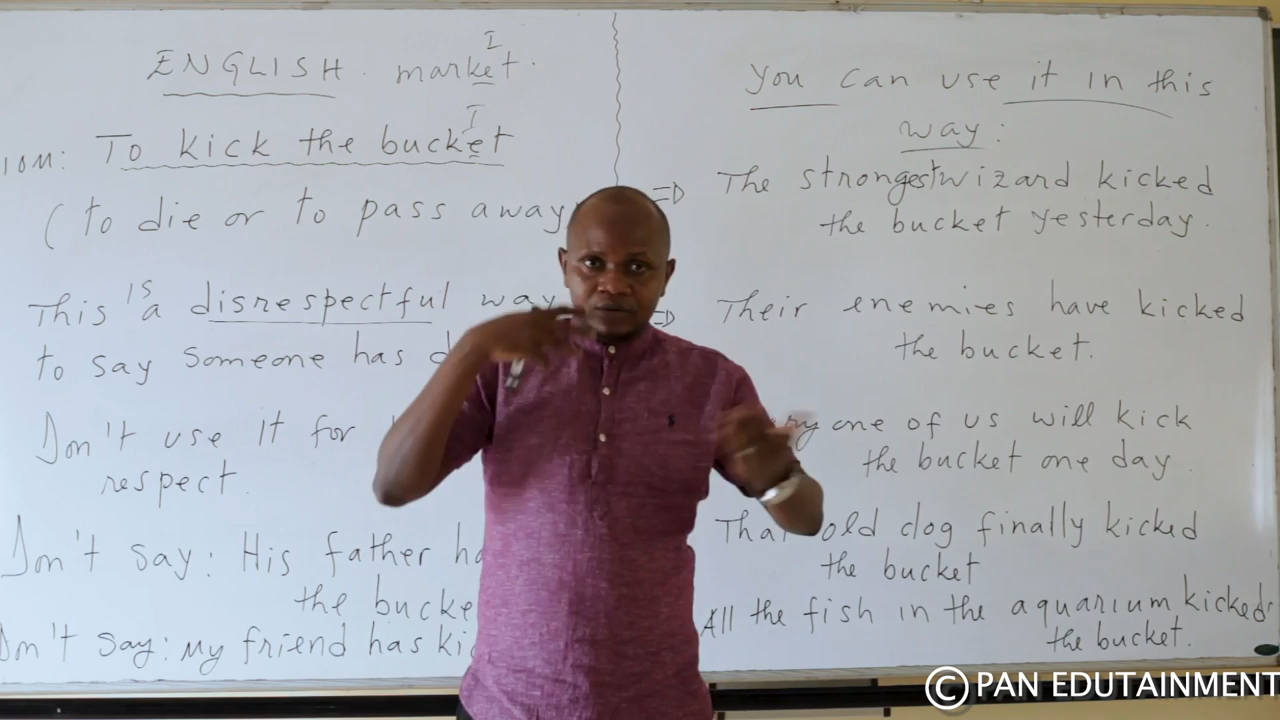 ENGLISH. market.
I
IOM: To kick the bucket
I
(to die or to pass away
This is a disrespectful way
to say someone has d
Don't use it for
respect.
Don't say: His father ha
the bucke
Don't say: My friend has kic
You can use it in this
way:
=D The strongest wizard kicked
the bucket yesterday.
=D Their enemies have kicked
the bucket.
ry one of us will kick
the bucket one day.
That old dog finally kicked
the bucket
All the fish in the aquarium kicked
the bucket.
© PAN EDUTAINMENT